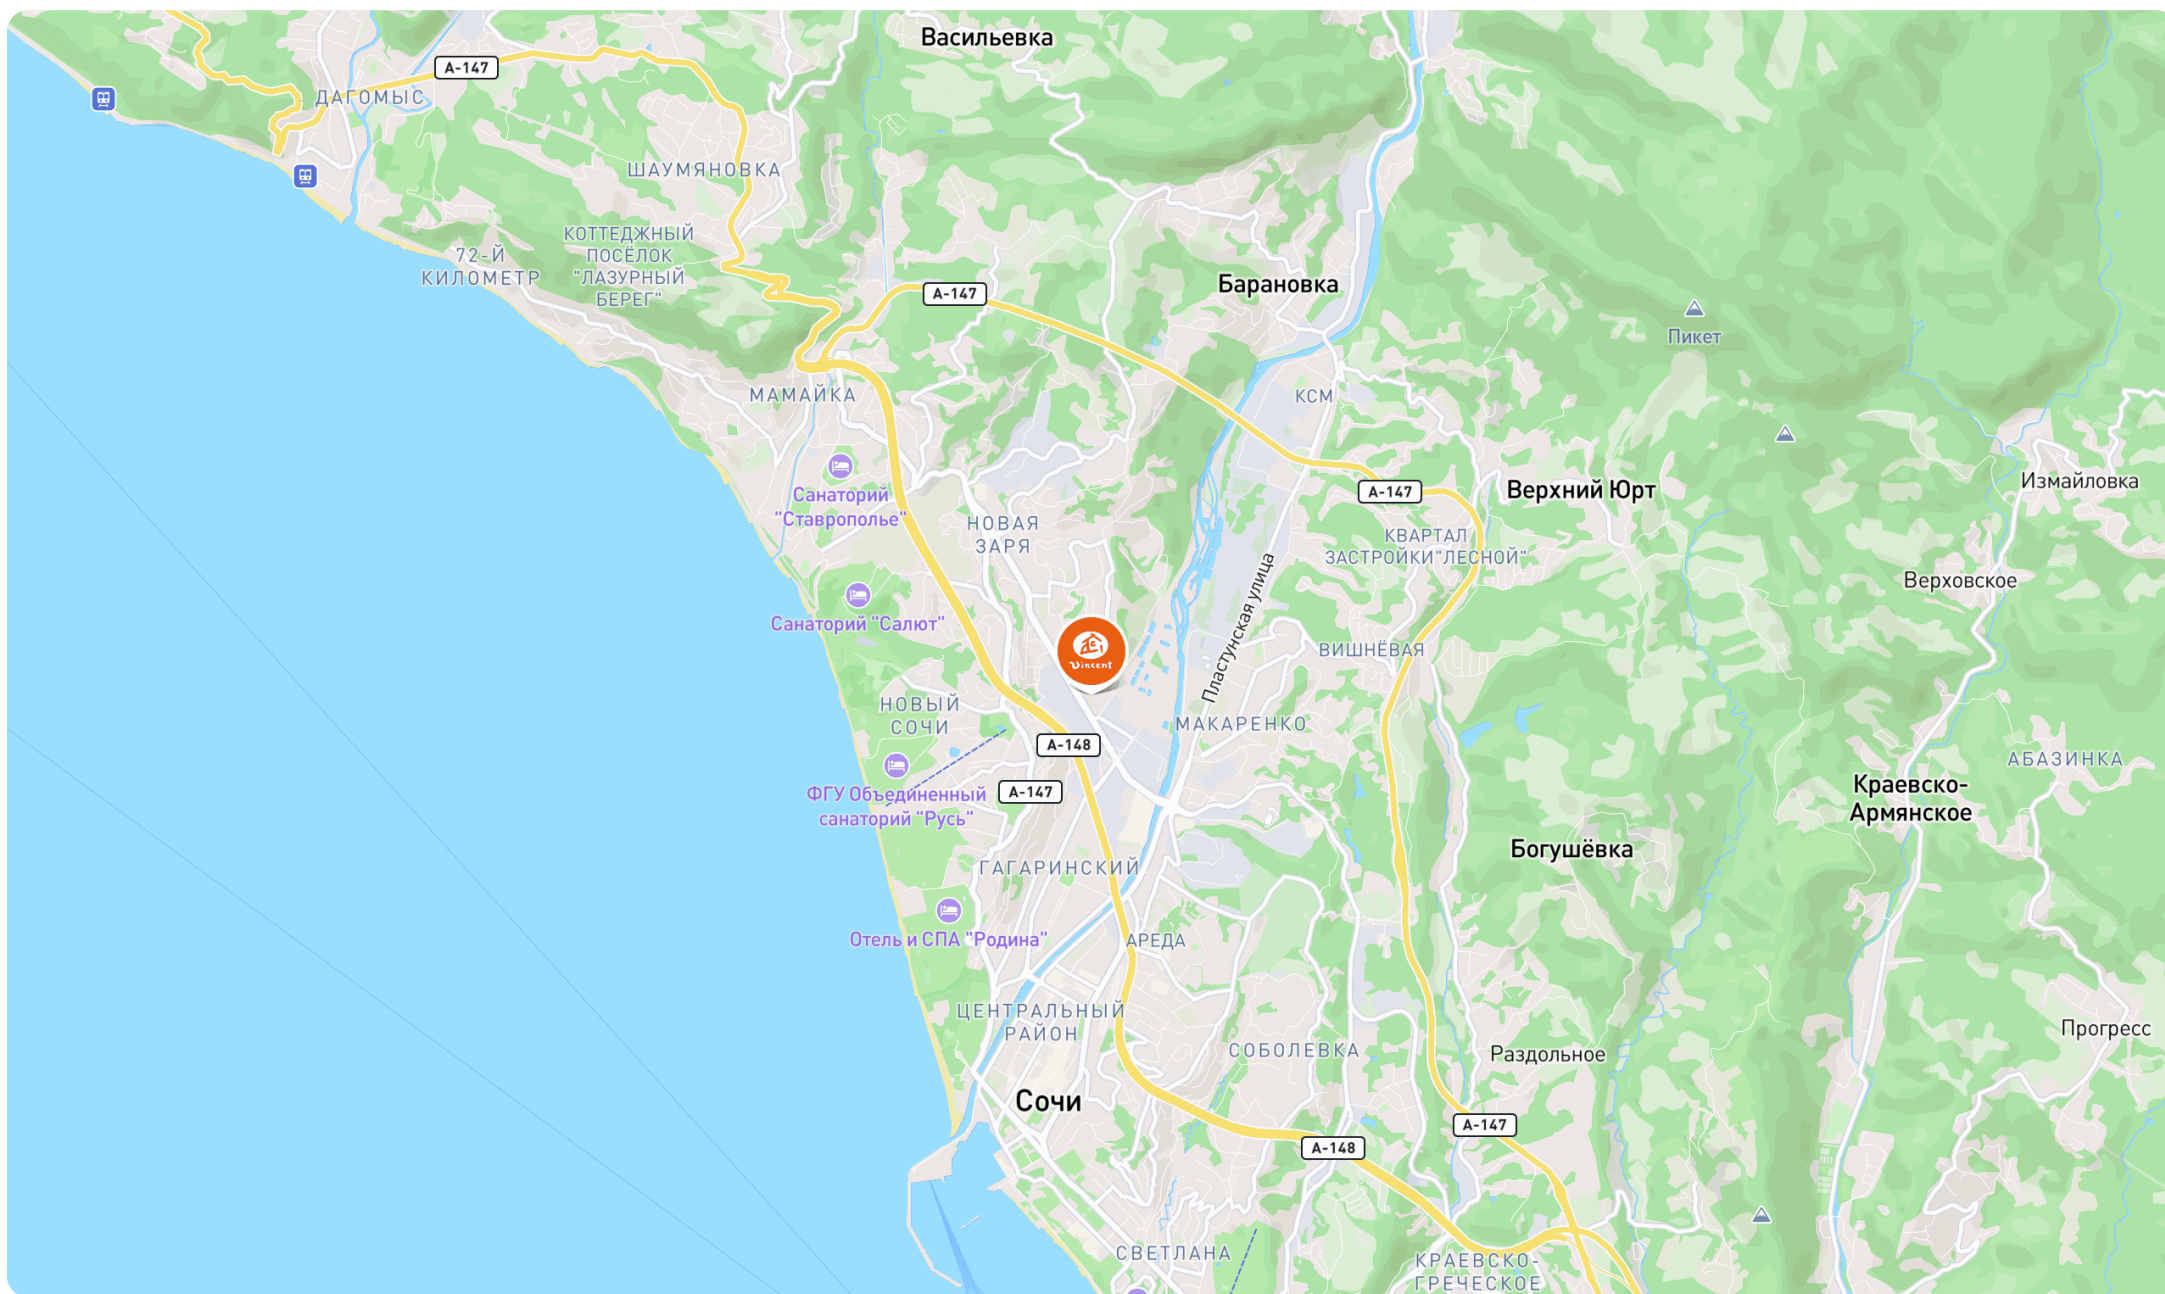 Васильевка
A-147
ДАГОМЫС
ШАУМЯНОВКА
КОТТЕДЖНЫЙ
ПОСЁЛОК
"ЛАЗУРНЫЙ
БЕРЕГ"
72-Й
КИЛОМЕТР
Барановка
A-147
Пикет
МАМАЙКА
КСМ
Санаторий
"Ставрополье"
A-147
Верхний Юрт
Измайловка
НОВАЯ
ЗАРЯ
КВАРТАЛ
ЗАСТРОЙКИ"ЛЕСНОЙ"
Верховское
Санаторий "Салют"
Пластунская улица
Vincent
ВИШНЁВАЯ
НОВЫЙ
СОЧИ
МАКАРЕНКО
A-148
АБАЗИНКА
A-147
ФГУ Объединенный
санаторий "Русь"
Краевско-
Армянское
Богушёвка
ГАГАРИНСКИЙ
Отель и СПА "Родина"
АРЕДА
ЦЕНТРАЛЬНЫЙ
РАЙОН
Прогресс
СОБОЛЕВКА
Раздольное
Сочи
A-147
A-148
СВЕТЛАНА
КРАЕВСКО-
ГРЕЧЕСКОЕ